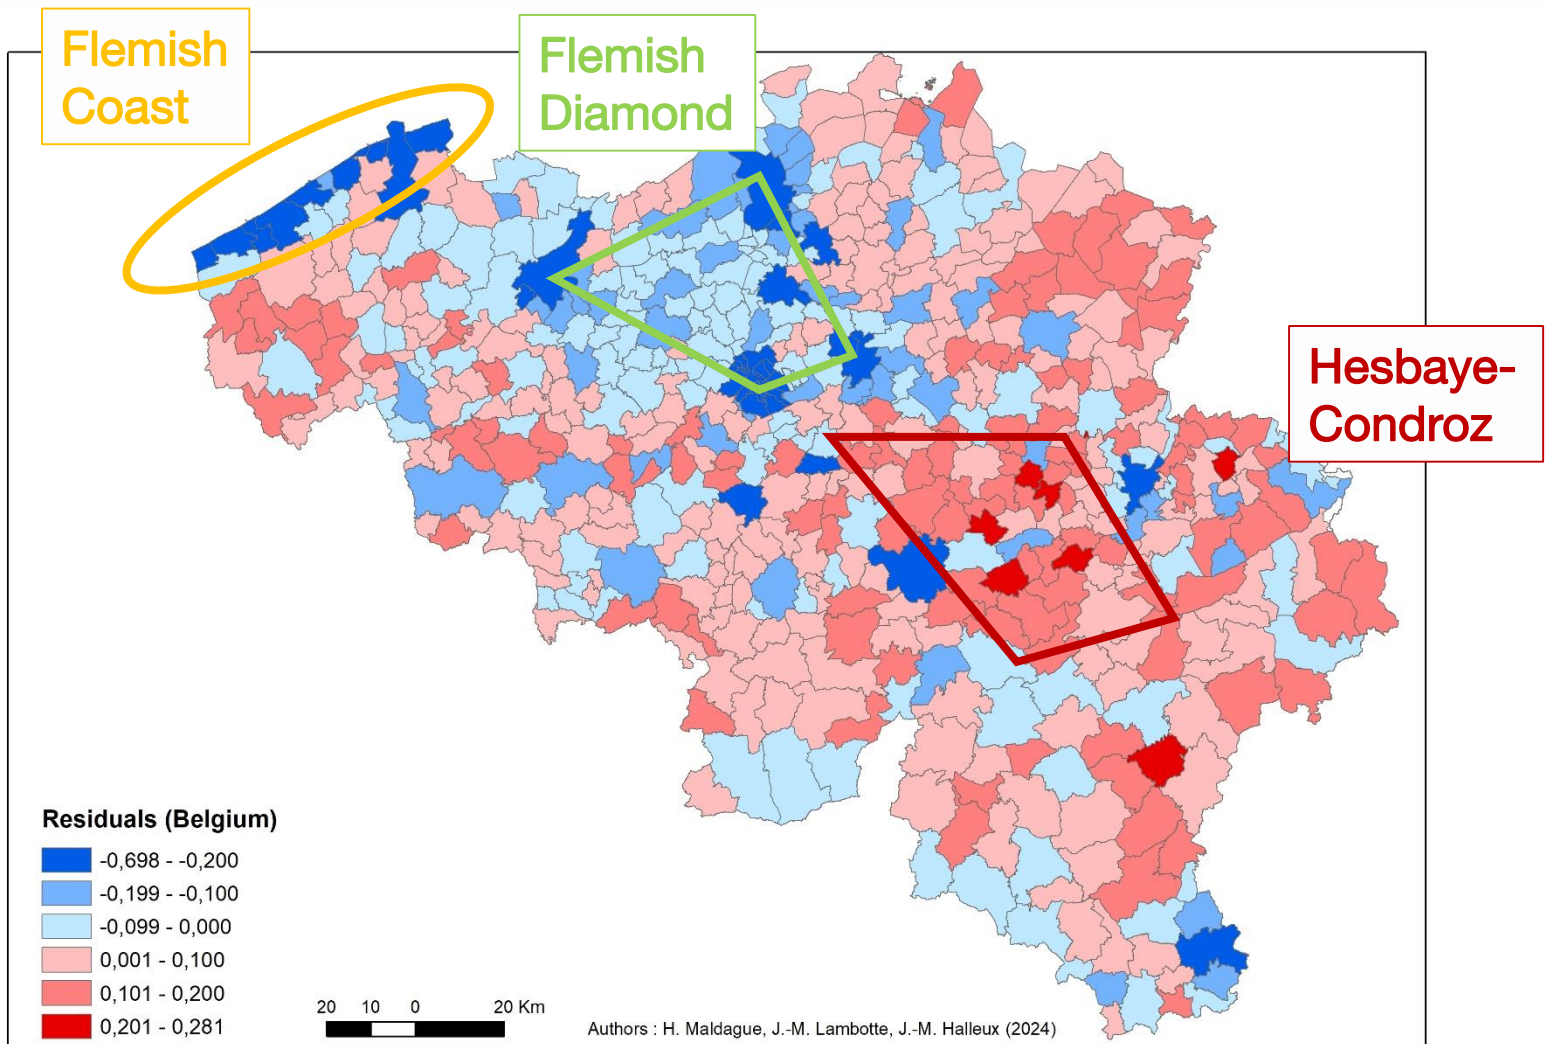 Flemish
Coast
Flemish
Diamond
Hesbaye-
Condroz
Residuals (Belgium)
-0,698 - -0,200
-0,199 - -0,100
-0,099 - 0,000
0,001 - 0,100
0,101 - 0,200
0,201 - 0,281
20 10 0 20 Km
Authors : H. Maldague, J.-M. Lambotte, J.-M. Halleux (2024)